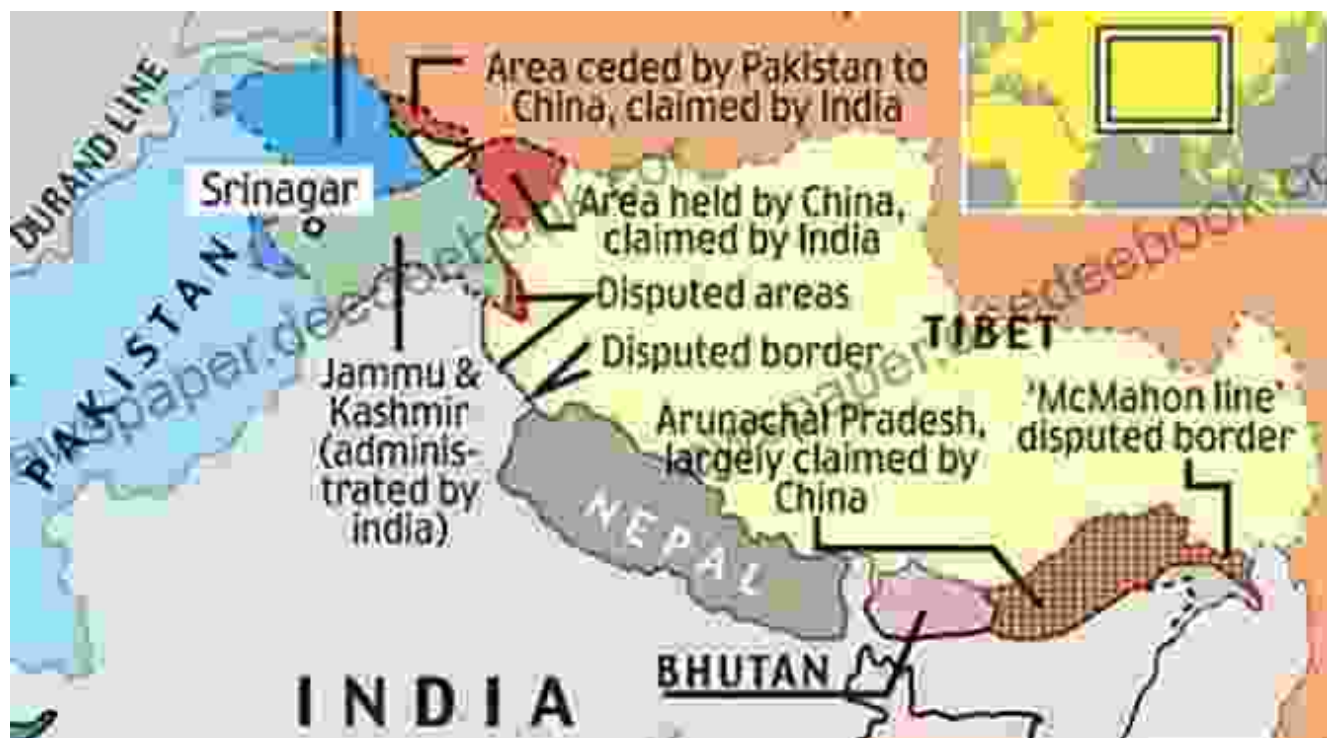 DURAND LINE
Area ceded by Pakistan to
China, claimed by India
Srinagar
Area held by China,
claimed by India
PAKISTAN
Disputed areas
Disputed border
TIBET
Jammu &
Kashmir
(adminis-
trated by
india)
Arunachal Pradesh,
largely claimed by
China
'McMahon line'
disputed border
NEPAL
BHUTAN
INDIA